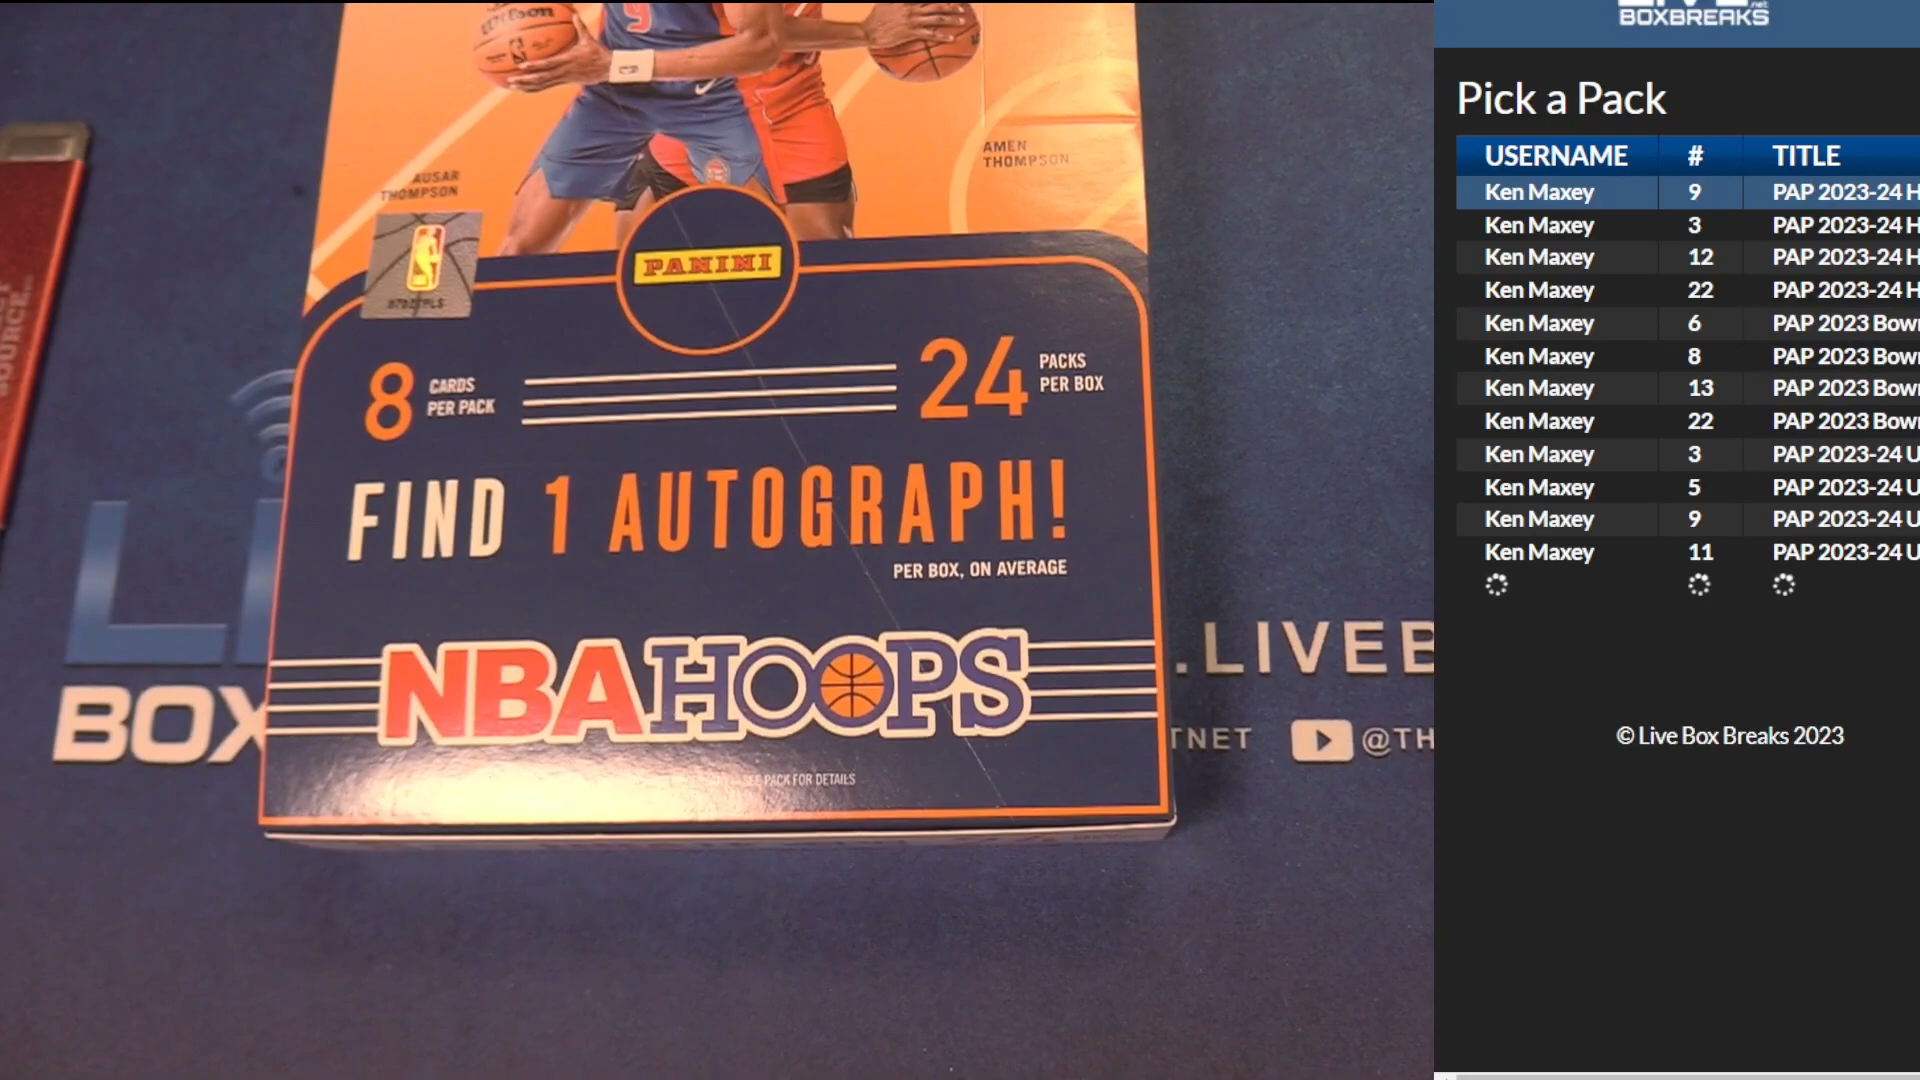 Wilson
9
AUSAR
THOMPSON
AMEN
THOMPSON
PANINI
8 CARDS
PER PACK
24 PACKS
PER BOX
FIND 1 AUTOGRAPH!
PER BOX, ON AVERAGE
NBA HOOPS
SEE PACK FOR DETAILS
SOURCE
LI
BOX
.LIVEB
TNET
@TH
LIVE.net
BOXBREAKS
Pick a Pack
USERNAME # TITLE
Ken Maxey 9 PAP 2023-24 H
Ken Maxey 3 PAP 2023-24 H
Ken Maxey 12 PAP 2023-24 H
Ken Maxey 22 PAP 2023-24 H
Ken Maxey 6 PAP 2023 Bow
Ken Maxey 8 PAP 2023 Bow
Ken Maxey 13 PAP 2023 Bow
Ken Maxey 22 PAP 2023 Bow
Ken Maxey 3 PAP 2023-24 U
Ken Maxey 5 PAP 2023-24 U
Ken Maxey 9 PAP 2023-24 U
Ken Maxey 11 PAP 2023-24 U
© Live Box Breaks 2023